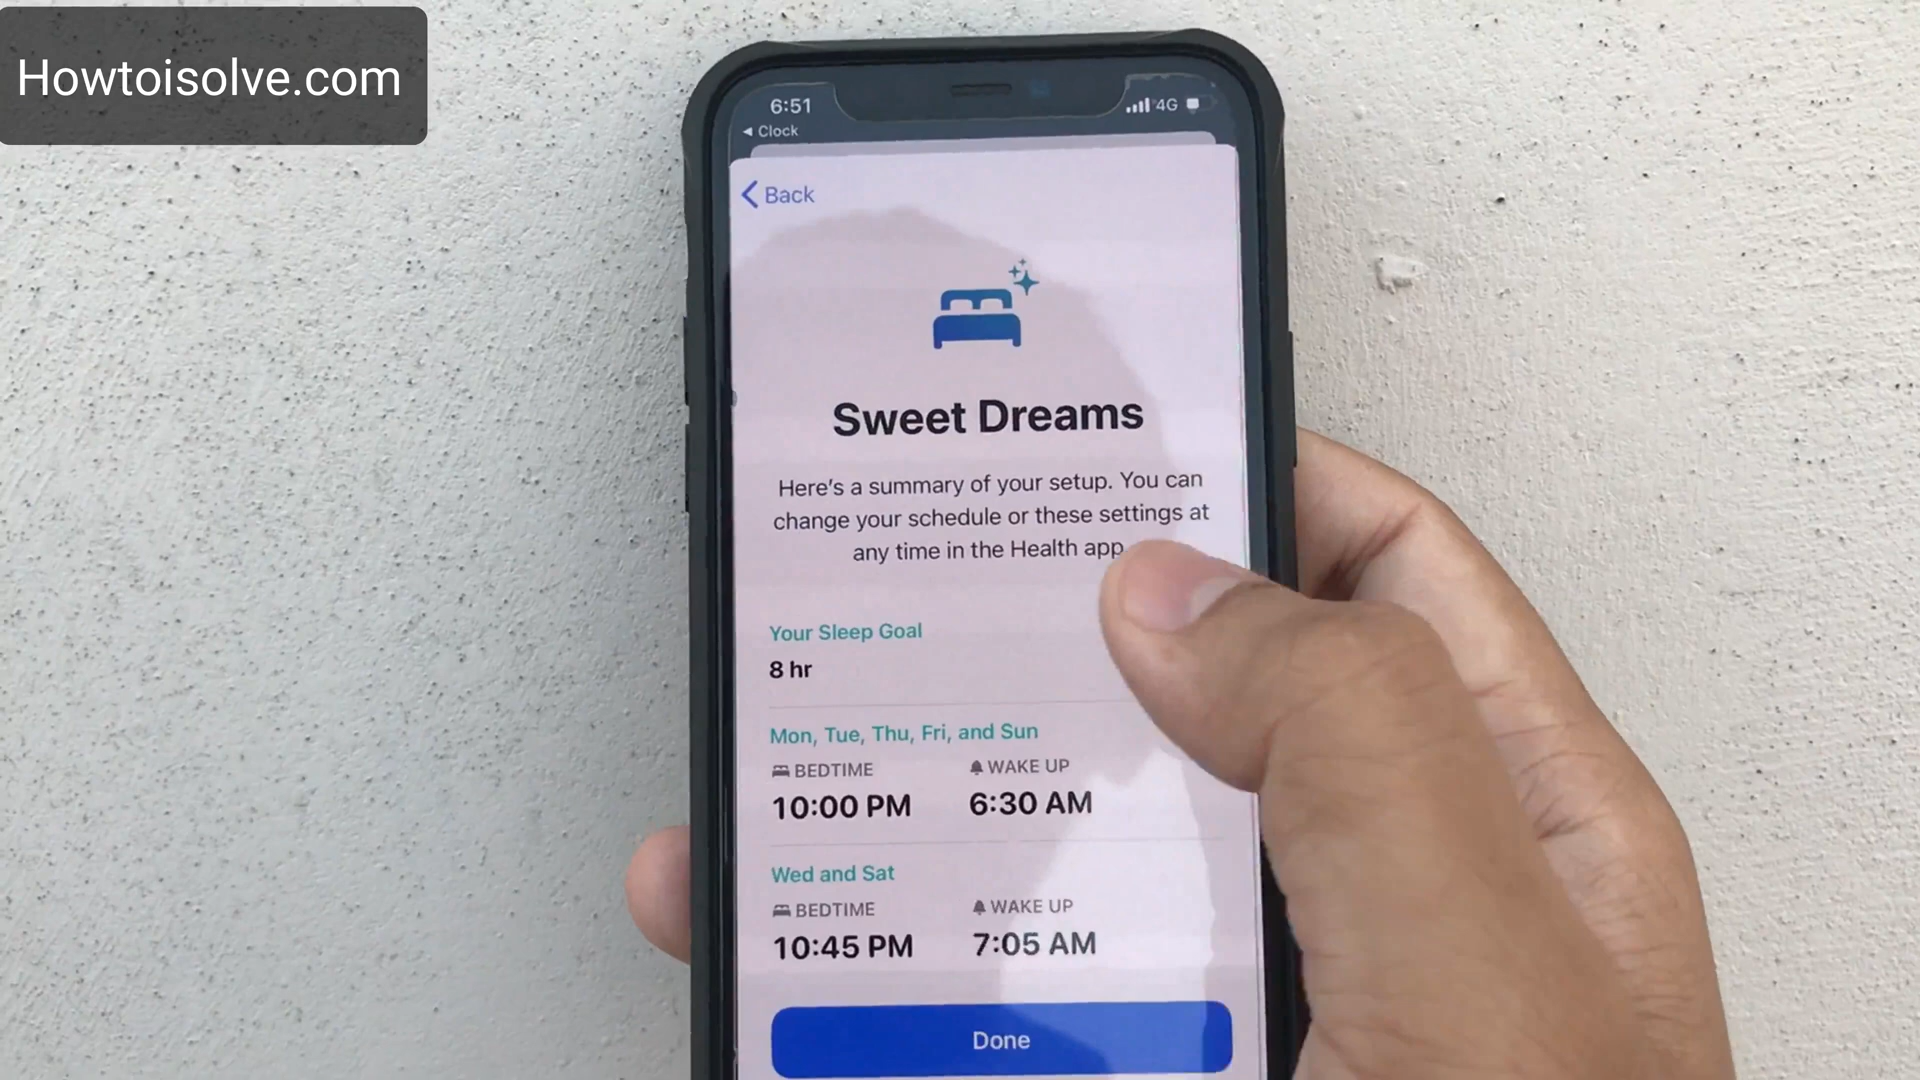 Howtoisolve.com
6:51
4G
◄ Clock
Back
Sweet Dreams
Here's a summary of your setup. You can
change your schedule or these settings at
any time in the Health app
Your Sleep Goal
8 hr
Mon, Tue, Thu, Fri, and Sun
BEDTIME WAKE UP
10:00 PM 6:30 AM
Wed and Sat
BEDTIME WAKE UP
10:45 PM 7:05 AM
Done